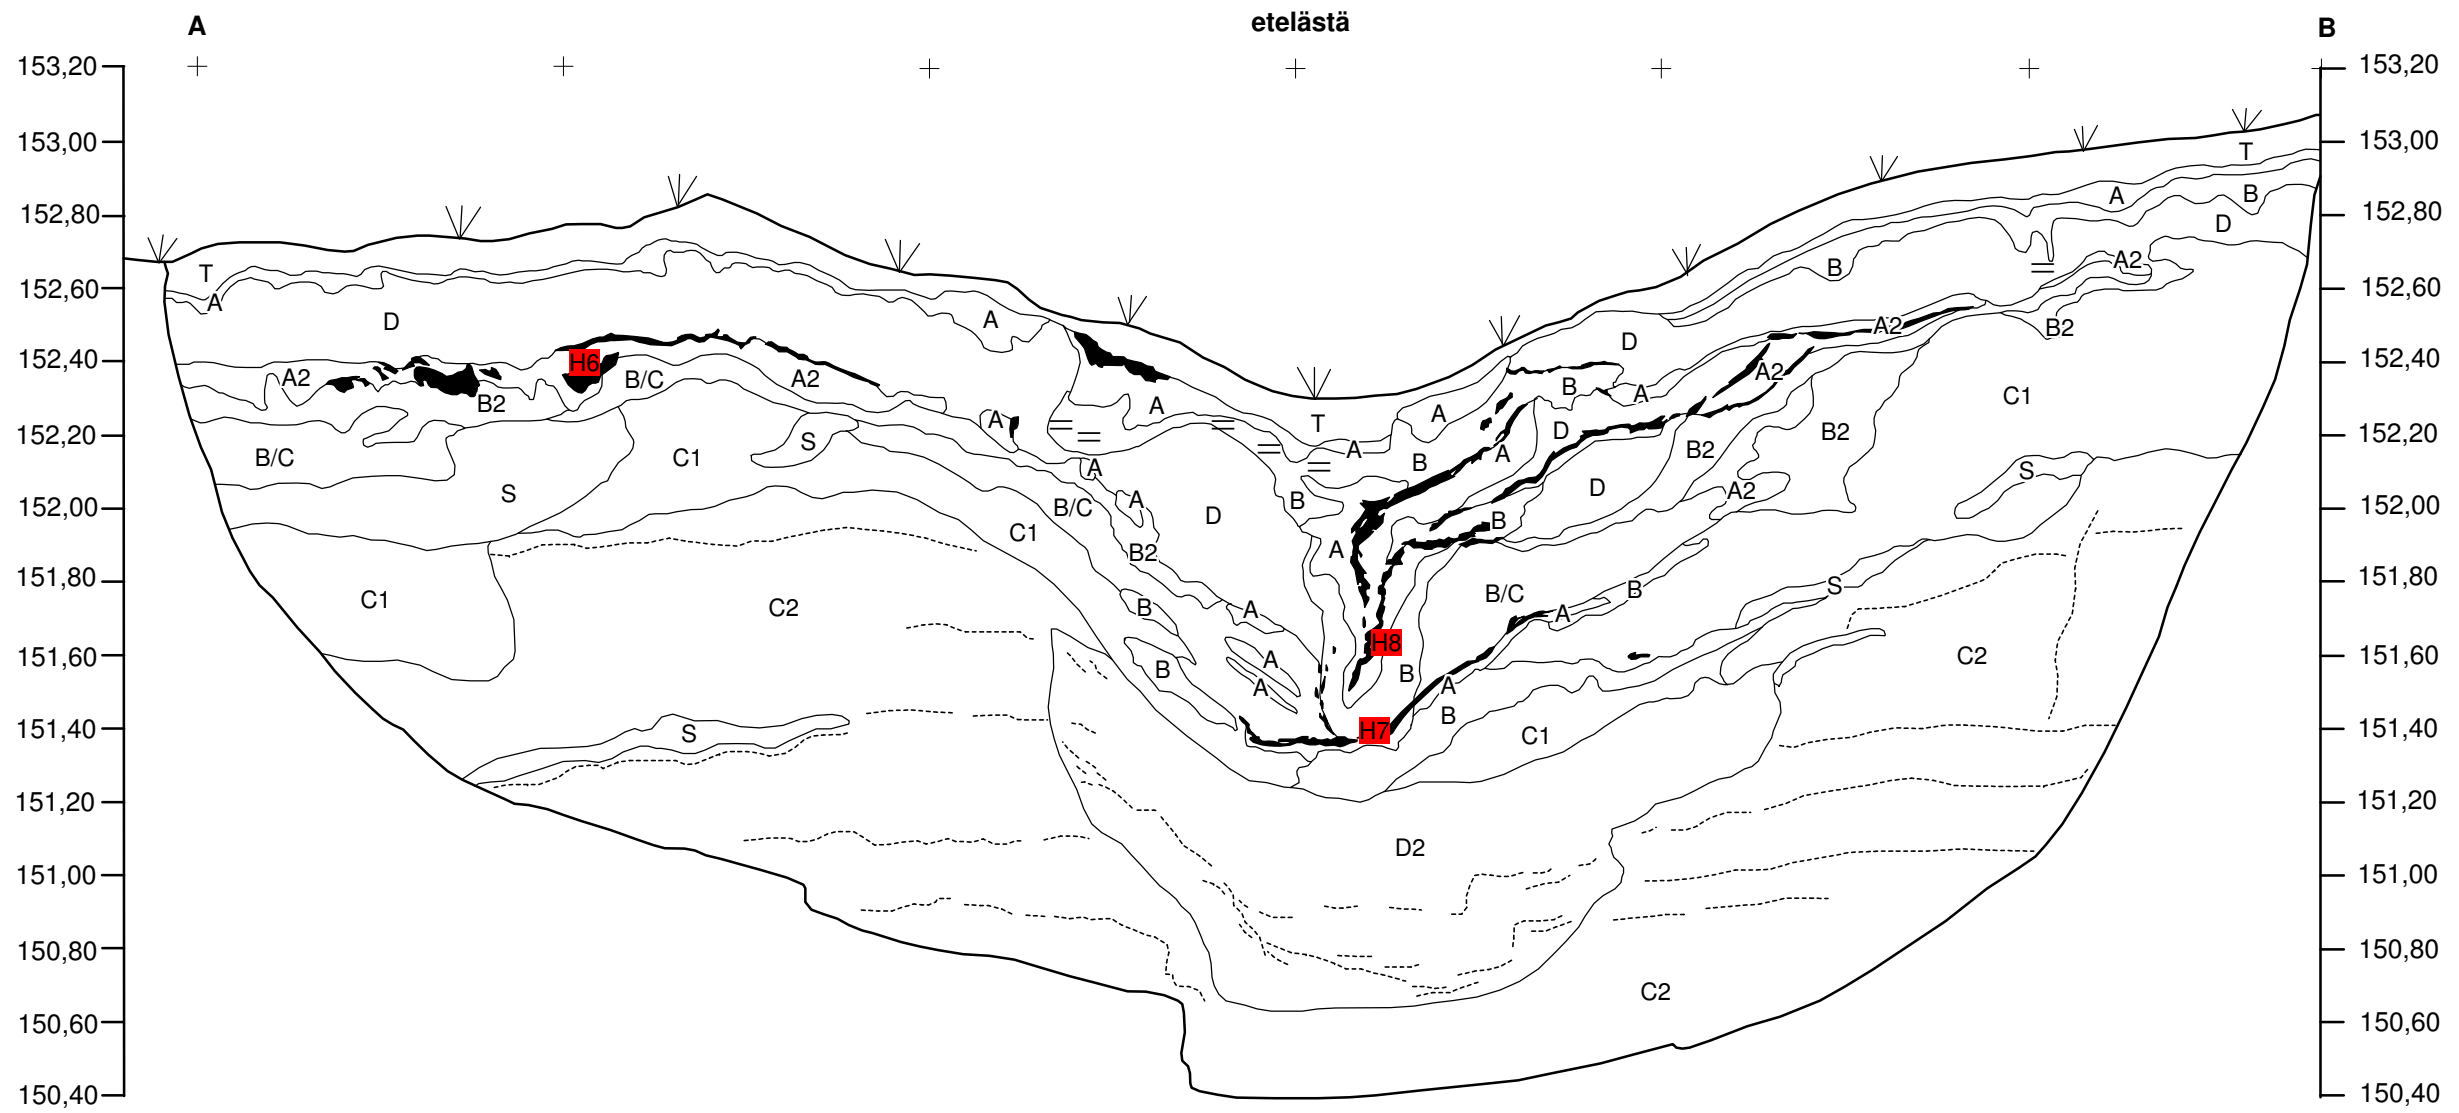 etelästä
A B
153,20 153,20
153,00 153,00
T
A B
152,80 152,80
D
B A2
T
A
152,60 152,60
D A A2 B2
D
152,40 H6 152,40
A2 B/C A2 B A A2 C1
B2 A A
A T D B2 B2
152,20 152,20
B/C C1 S A B A
A S
S B/C A B D A2
152,00 D 152,00
C1 B
B2 A
151,80 151,80
C1 C2 B A B/C A B S
151,60 H8 151,60
B A B C2
A A
B
151,40 S H7 C1 151,40
151,20 151,20
D2
151,00 151,00
150,80 150,80
C2
150,60 150,60
150,40 150,40